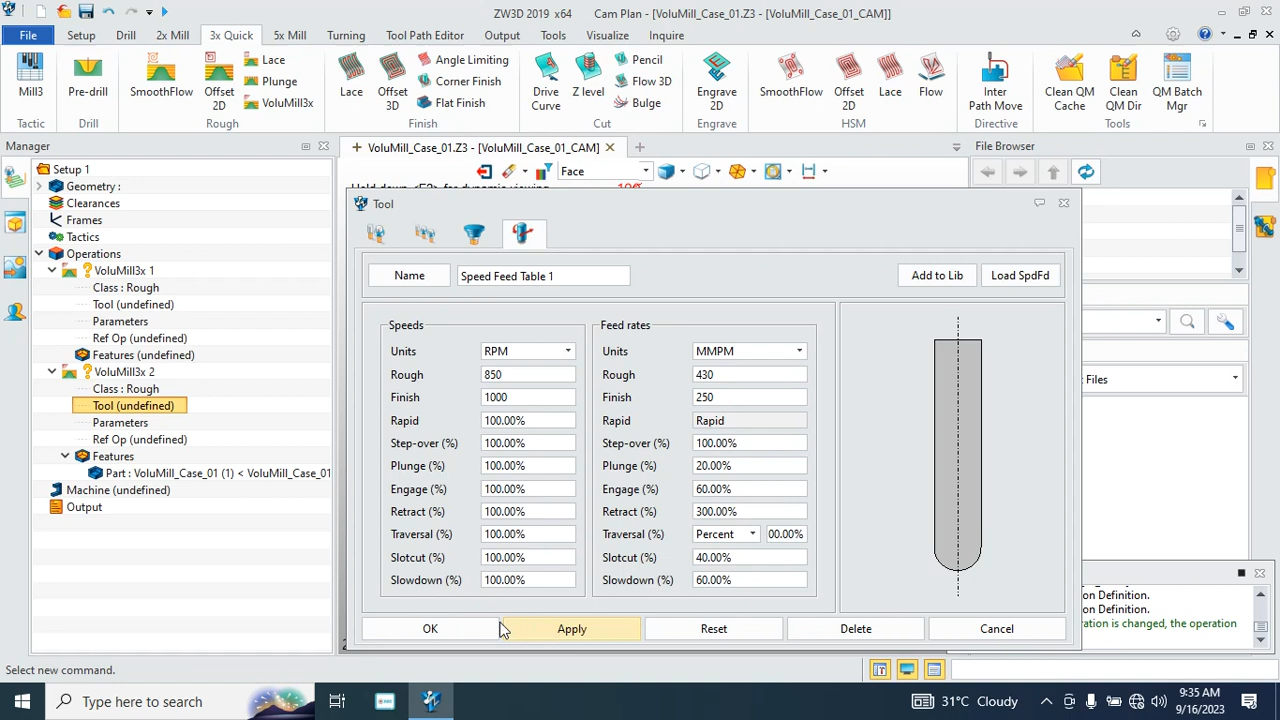 ZW3D 2019 x64 Cam Plan - [VoluMill_Case_01.Z3 - [VoluMill_Case_01_CAM]]
File Setup Drill 2x Mill 3x Quick 5x Mill Turning Tool Path Editor Output Tools Visualize Inquire
Mill3
Tactic
Pre-drill
Drill
SmoothFlow
Offset 2D
Lace
Plunge
VoluMill3x
Rough
Lace
Offset 3D
Angle Limiting
Corner Finish
Flat Finish
Finish
Drive Curve
Z level
Pencil
Flow 3D
Bulge
Cut
Engrave 2D
Engrave
SmoothFlow
Offset 2D
Lace
Flow
HSM
Inter Path Move
Directive
Clean QM Cache
Clean QM Dir
QM Batch Mgr
Tools
Manager
VoluMill_Case_01.Z3 - [VoluMill_Case_01_CAM]
File Browser
Face
Setup 1
Geometry :
Clearances
Frames
Tactics
Operations
VoluMill3x 1
Class : Rough
Tool (undefined)
Parameters
Ref Op (undefined)
Features (undefined)
VoluMill3x 2
Class : Rough
Tool (undefined)
Parameters
Ref Op (undefined)
Features
Part : VoluMill_Case_01 (1) < VoluMill_Case_01
Machine (undefined)
Output
Tool
Name Speed Feed Table 1 Add to Lib Load SpdFd
Speeds
Units RPM
Rough 850
Finish 1000
Rapid 100.00%
Step-over (%) 100.00%
Plunge (%) 100.00%
Engage (%) 100.00%
Retract (%) 100.00%
Traversal (%) 100.00%
Slotcut (%) 100.00%
Slowdown (%) 100.00%
Feed rates
Units MMPM
Rough 430
Finish 250
Rapid Rapid
Step-over (%) 100.00%
Plunge (%) 20.00%
Engage (%) 60.00%
Retract (%) 300.00%
Traversal (%) Percent 00.00%
Slotcut (%) 40.00%
Slowdown (%) 60.00%
OK Apply Reset Delete Cancel
Files
on Definition.
ration is changed, the operation
Select new command.
Type here to search
31°C Cloudy
9:35 AM
9/16/2023